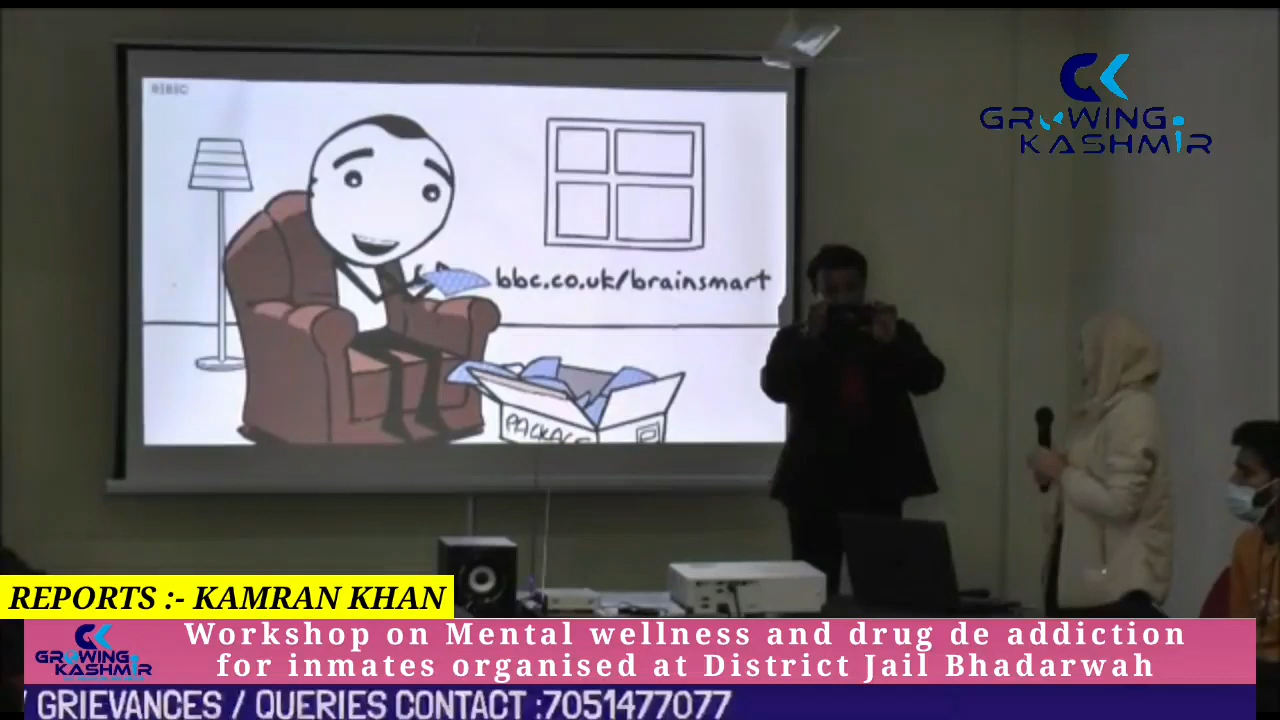 BBC
GROWING
KASHMIR
bbc.co.uk/brainsmart
PACKAGE
REPORTS :- KAMRAN KHAN
GROWING
KASHMIR
Workshop on Mental wellness and drug de addiction
for inmates organised at District Jail Bhadarwah
/ GRIEVANCES / QUERIES CONTACT :7051477077